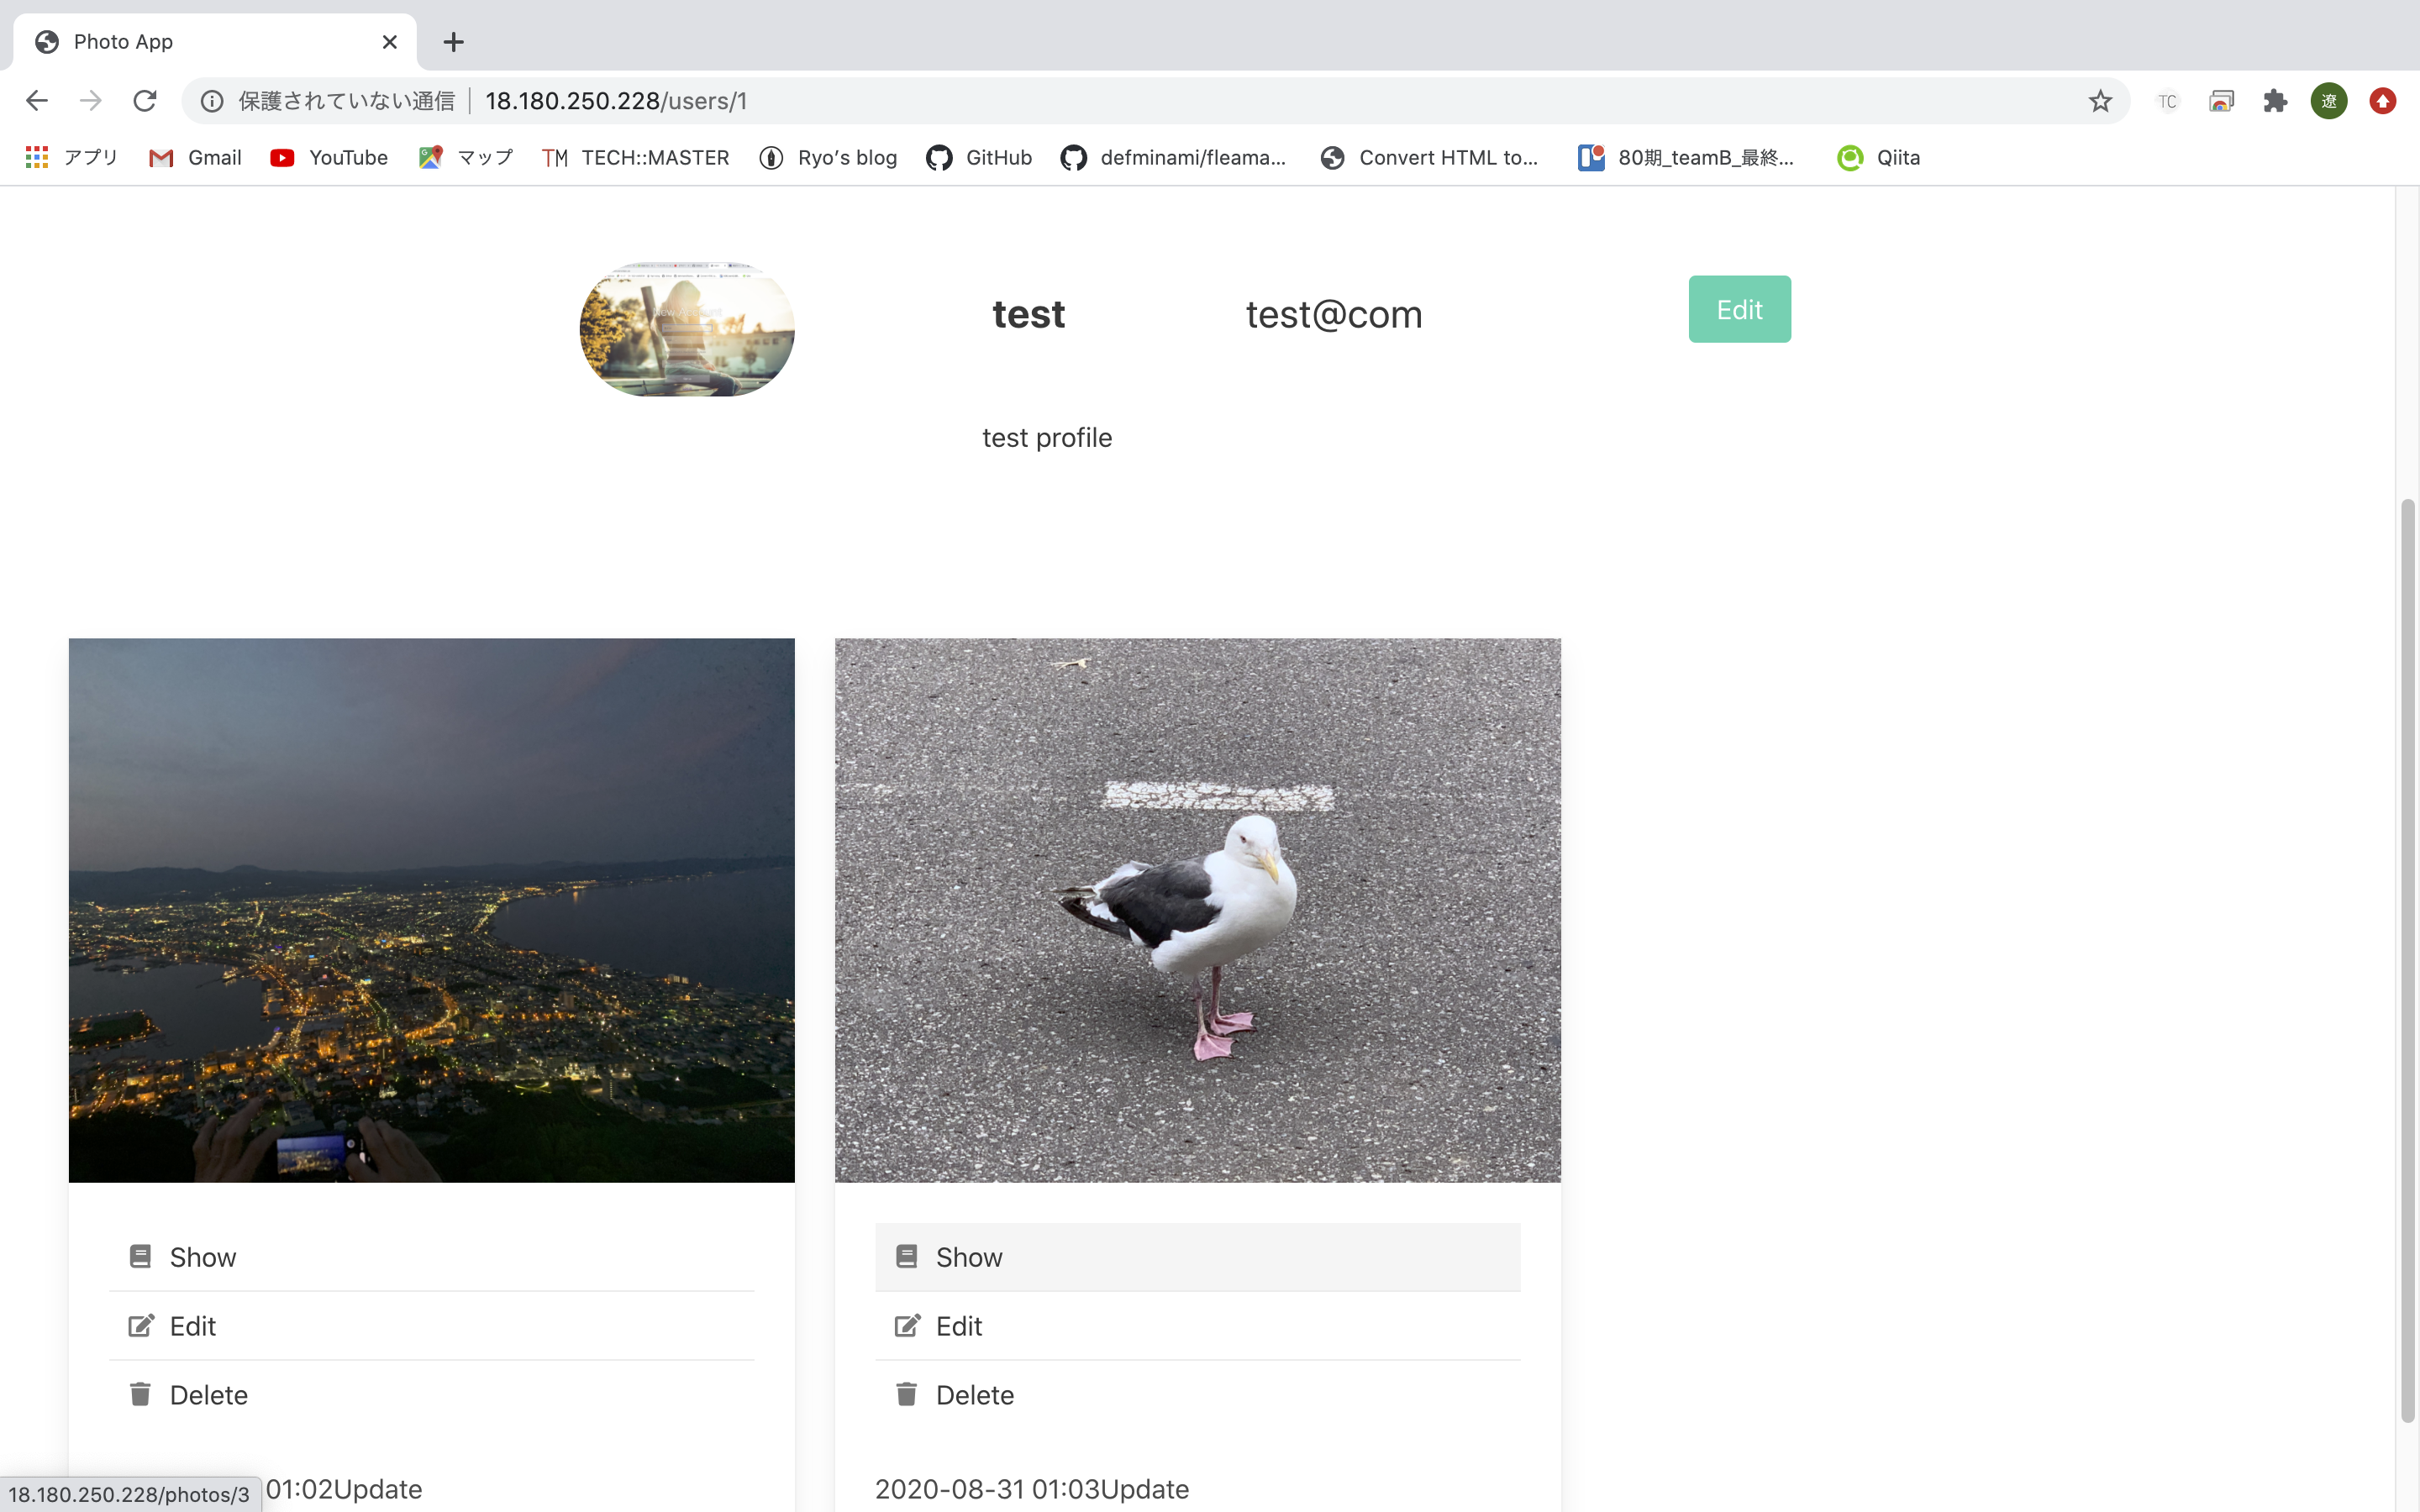 Photo App
保護されていない通信 18.180.250.228/users/1
TC
遼
アプリ Gmail YouTube マップ TM TECH::MASTER Ryo's blog GitHub defminami/fleama... Convert HTML to... 80期_teamB_最終... Qiita
test test@com Edit
test profile
Show
Edit
Delete
01:02Update
Show
Edit
Delete
2020-08-31 01:03Update
18.180.250.228/photos/3